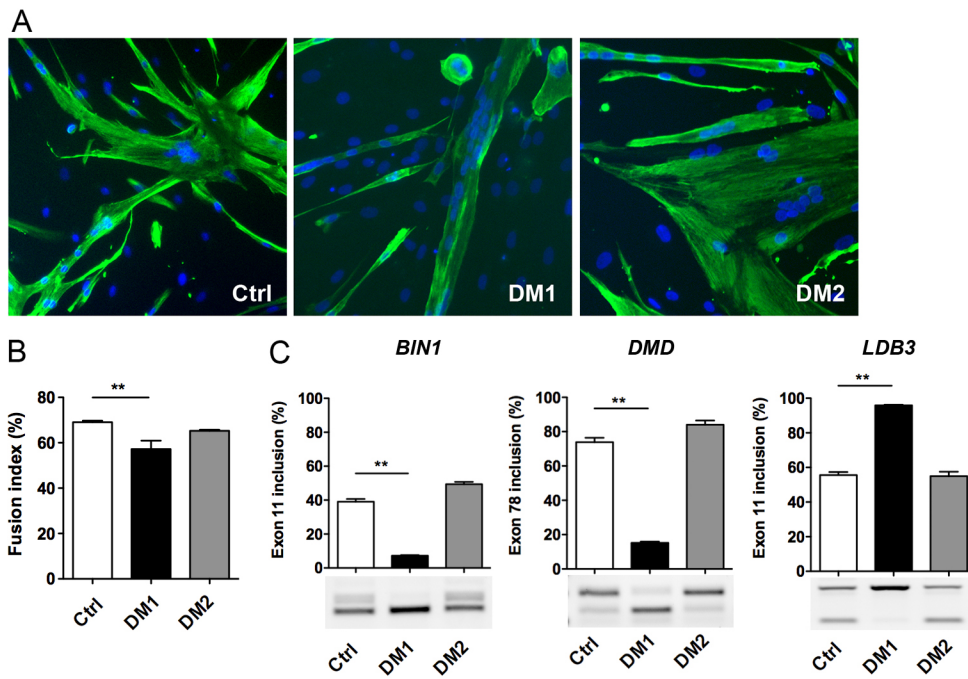 A
Ctrl
DM1
DM2
B
Fusion index (%)
80
60
40
20
0
**
Ctrl
DM1
DM2
C
BIN1
Exon 11 inclusion (%)
100
80
60
40
20
0
**
Ctrl
DM1
DM2
DMD
Exon 78 inclusion (%)
100
80
60
40
20
0
**
Ctrl
DM1
DM2
LDB3
Exon 11 inclusion (%)
100
80
60
40
20
0
**
Ctrl
DM1
DM2